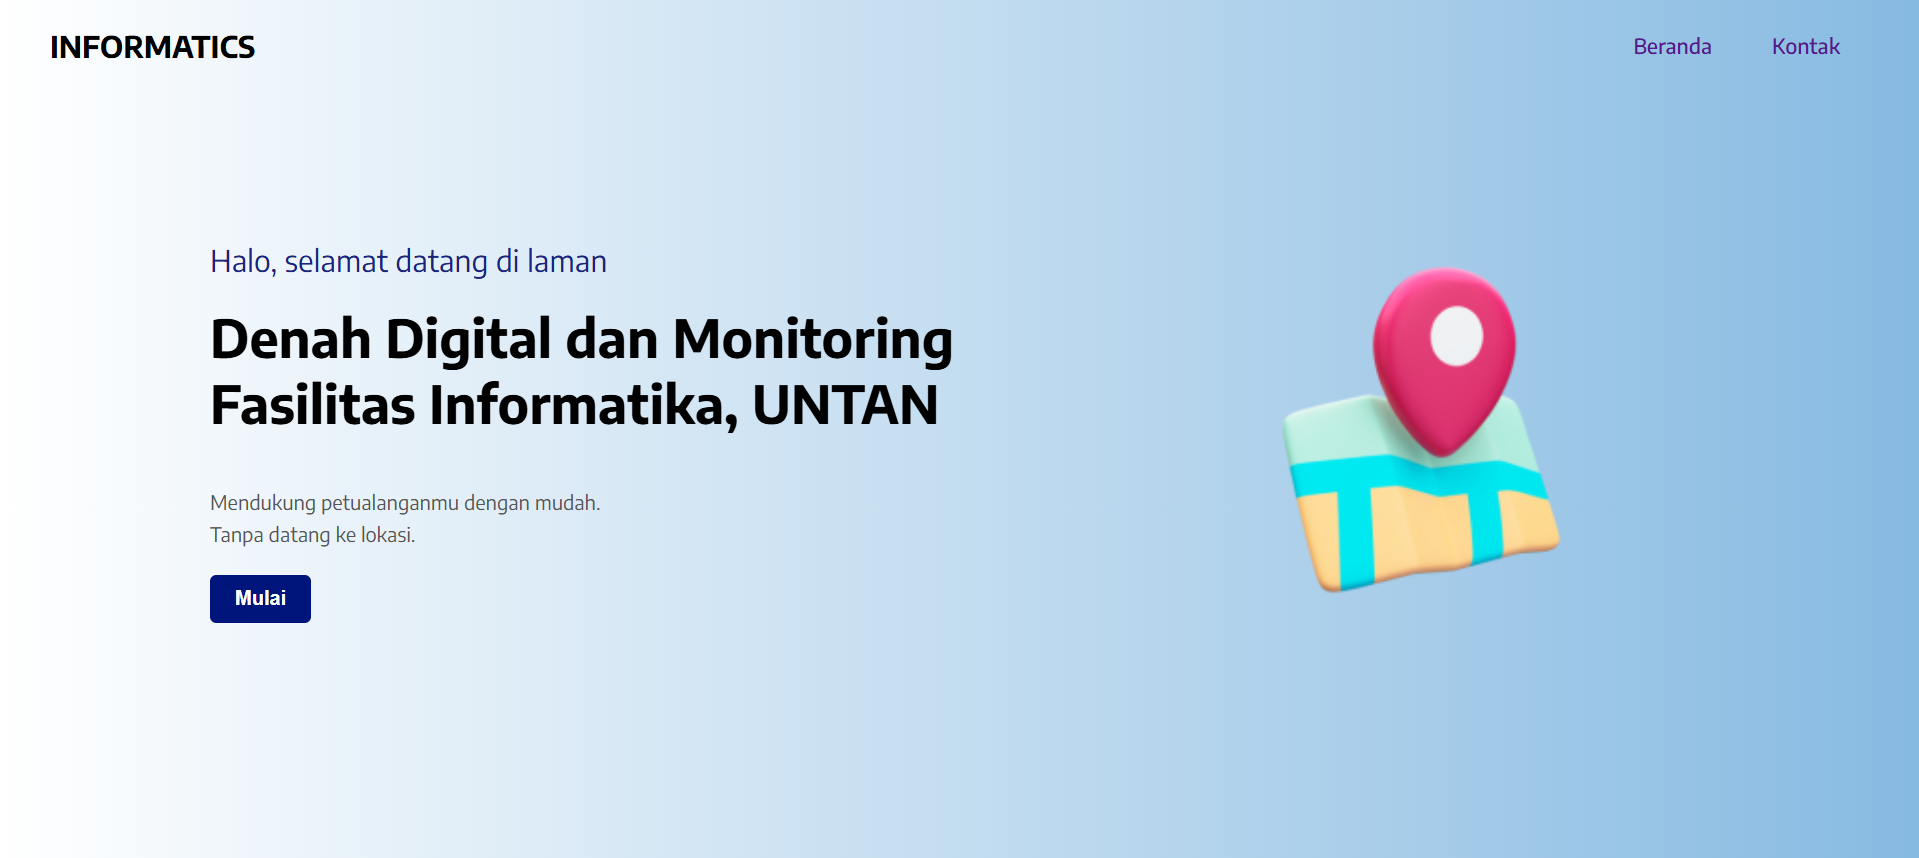 INFORMATICS
Beranda
Kontak
Halo, selamat datang di laman
Denah Digital dan Monitoring
Fasilitas Informatika, UNTAN
Mendukung petualanganmu dengan mudah.
Tanpa datang ke lokasi.
Mulai